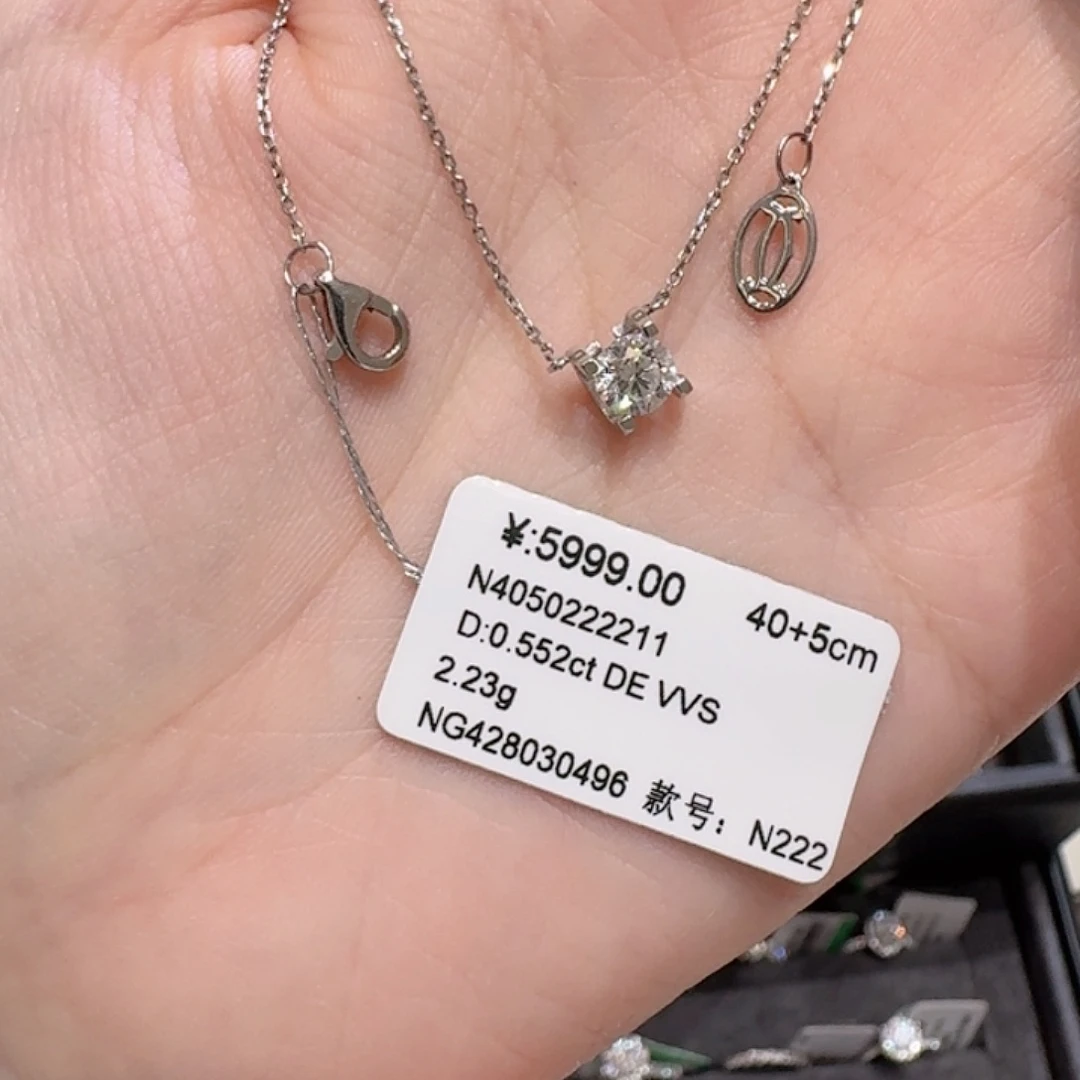 ¥:5999.00
N4050222211 40+5cm
D:0.552ct DE VVS
2.23g
NG428030496 款号：N222